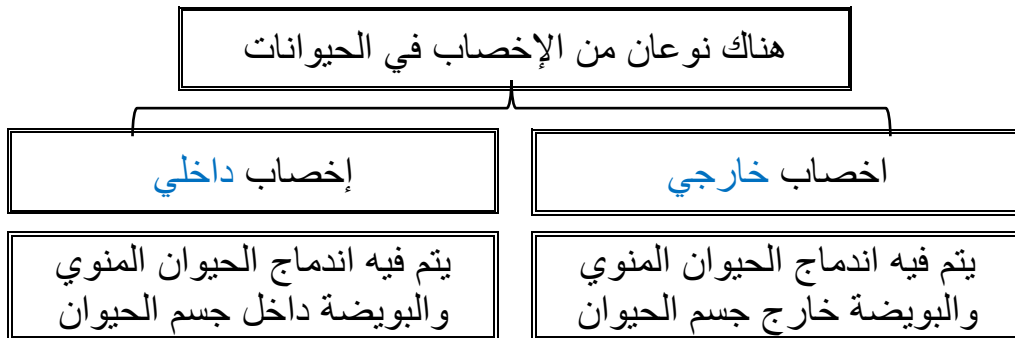 هناك نوعان من الإخصاب في الحيوانات
اخصاب خارجي
إخصاب داخلي
يتم فيه اندماج الحيوان المنوي
والبويضة خارج جسم الحيوان
يتم فيه اندماج الحيوان المنوي
والبويضة داخل جسم الحيوان